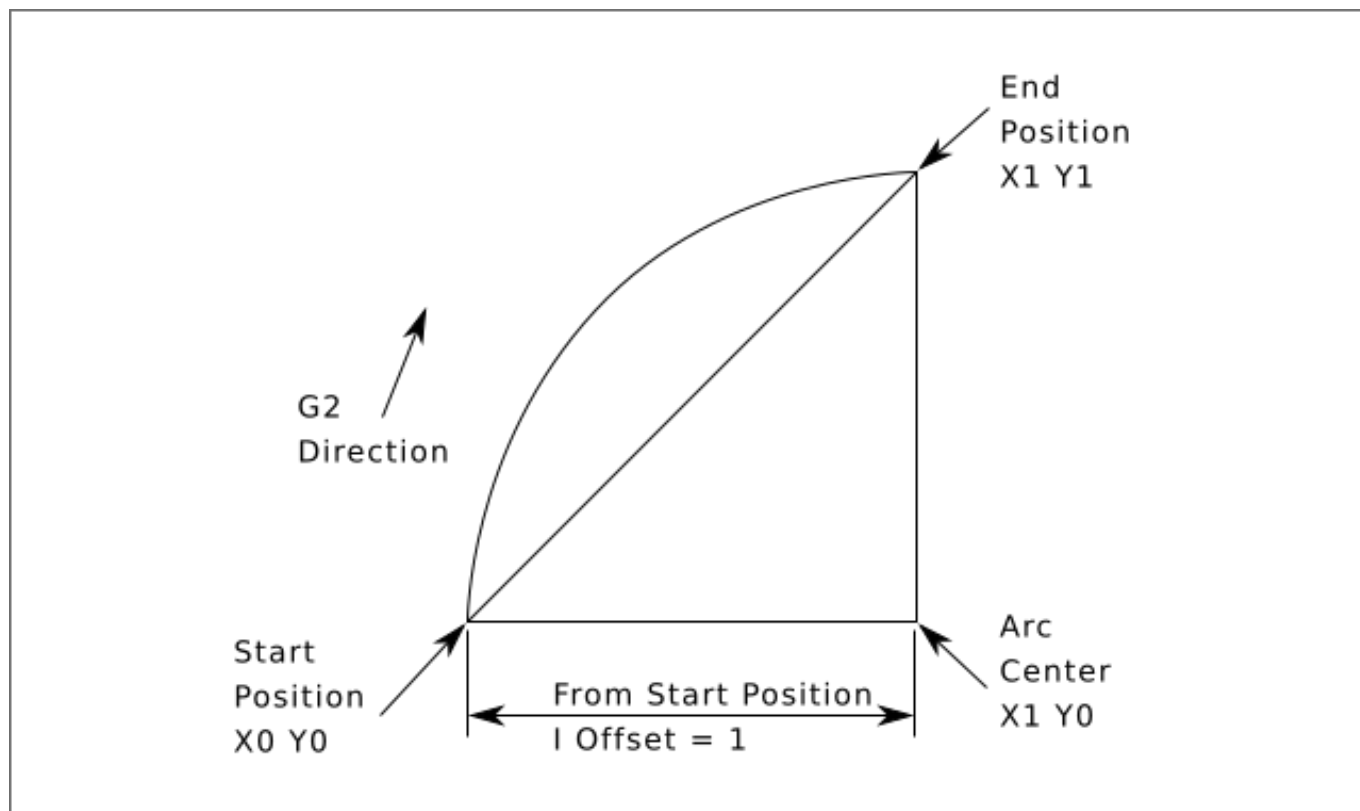 End
Position
X1 Y1
G2
Direction
Start
Position
X0 Y0
From Start Position
I Offset = 1
Arc
Center
X1 Y0